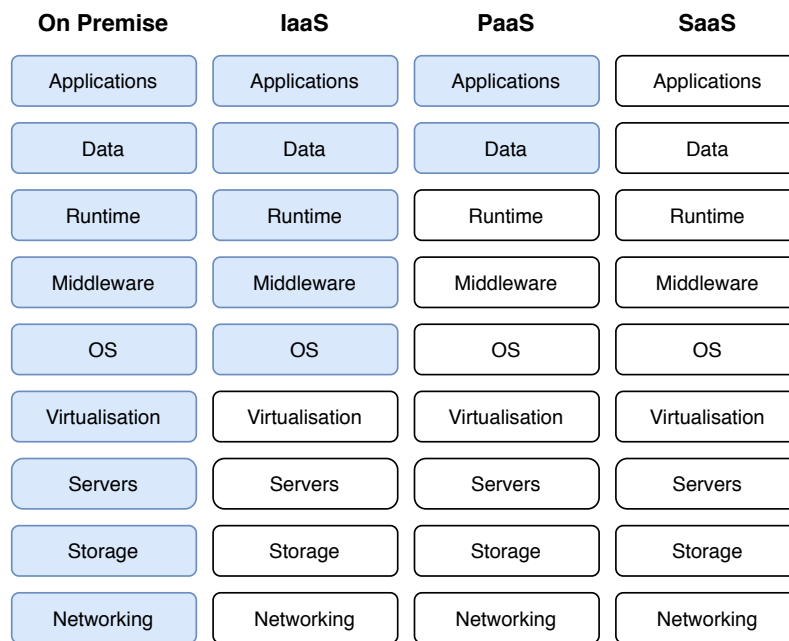 On Premise IaaS PaaS SaaS
Applications Applications Applications Applications
Data Data Data Data
Runtime Runtime Runtime Runtime
Middleware Middleware Middleware Middleware
OS OS OS OS
Virtualisation Virtualisation Virtualisation Virtualisation
Servers Servers Servers Servers
Storage Storage Storage Storage
Networking Networking Networking Networking